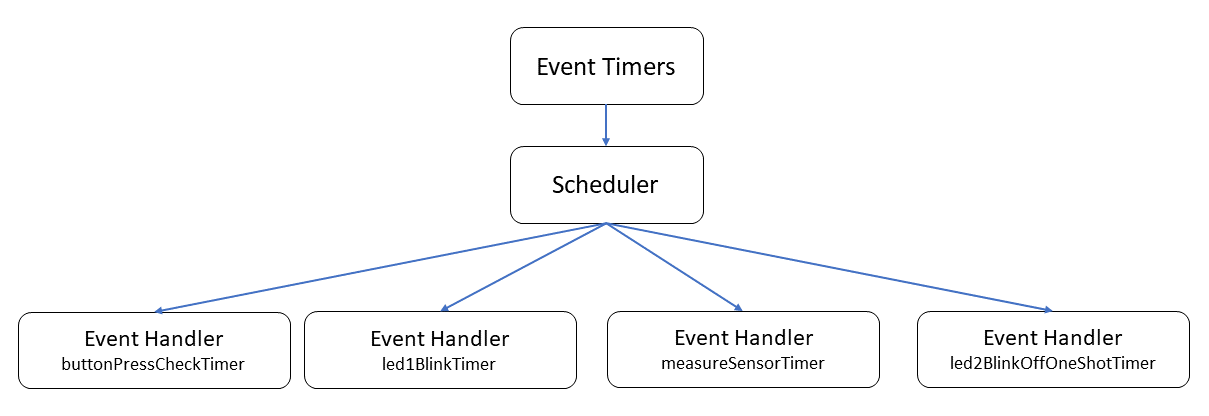 Event Timers
Scheduler
Event Handler
buttonPressCheckTimer
Event Handler
led1BlinkTimer
Event Handler
measureSensorTimer
Event Handler
led2BlinkOffOneShotTimer